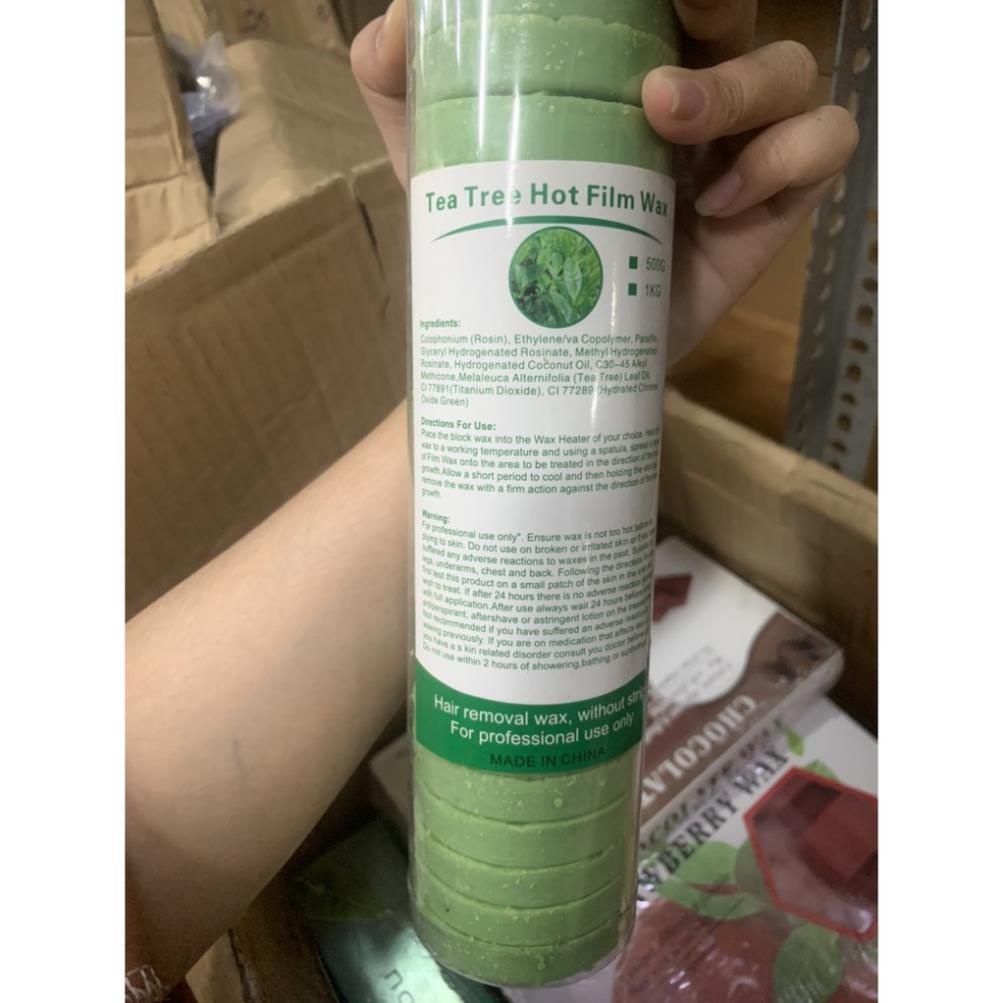 Tea Tree Hot Film Wax
500G
1KG
Ingredients:
Colophonium (Rosin), Ethylene/va Copolymer, Paraffin,
Glyceryl Hydrogenated Rosinate, Methyl Hydrogenated
Rosinate, Hydrogenated Coconut Oil, C30-45 Alkyl
Methicone,Melaleuca Alternifolia (Tea Tree) Leaf Oil,
CI 77891(Titanium Dioxide), CI 77289 (Hydrated Chrome
Oxide Green)
Directions For Use:
Place the block wax into the Wax Heater of your choice.
wax to a working temperature and using a spatula, spread a
of Film Wax onto the area to be treated in the direction of the
growth.Allow a short period to cool and then holding the
remove the wax with a firm action against the direction of the
growth.
Warning:
For professional use only". Ensure wax is not too hot before
plying to skin. Do not use on broken or irritated skin or if
suffered any adverse reactions to waxes in the past.
legs, underarms, chest and back. Following the directions
first test this product on a small patch of the skin in the
wish to treat. If after 24 hours there is no adverse reaction
with full application.After use always wait 24 hours before
antiperspirant, aftershave or astringent lotion on the
Not recommended if you have suffered an adverse reaction
waxing previously. If you are on medication that affects
you have a s kin related disorder consult you doctor before
Do not use within 2 hours of showering,bathing or
Hair removal wax, without
For professional use only
MADE IN CHINA
CHOCOLAT
WBERRY WAX